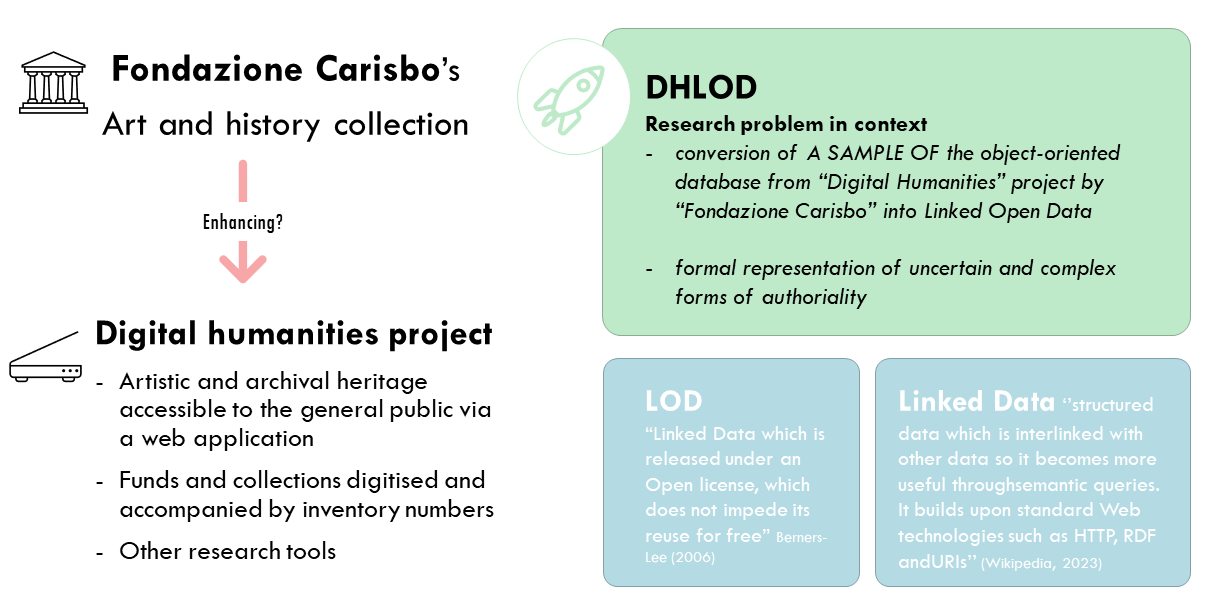 Fondazione Carisbo's
Art and history collection
Enhancing?
Digital humanities project
- Artistic and archival heritage
accessible to the general public via
a web application
- Funds and collections digitised and
accompanied by inventory numbers
- Other research tools
DHLOD
Research problem in context
- conversion of A SAMPLE OF the object-oriented
database from “Digital Humanities” project by
“Fondazione Carisbo” into Linked Open Data
- formal representation of uncertain and complex
forms of authoriality
LOD
“Linked Data which is
released under an
Open license, which
does not impede its
reuse for free” Berners-
Lee (2006)
Linked Data “structured
data which is interlinked with
other data so it becomes more
useful throughsemantic queries.
It builds upon standard Web
technologies such as HTTP, RDF
andURIs” (Wikipedia, 2023)